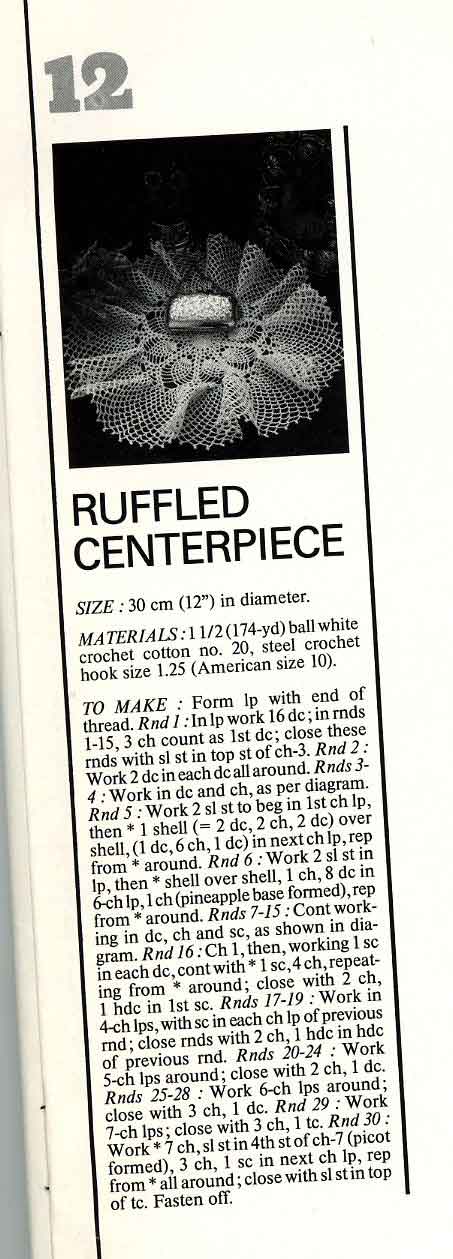 12
RUFFLED
CENTERPIECE
SIZE : 30 cm (12”) in diameter.
MATERIALS : 1 1/2 (174-yd) ball white
crochet cotton no. 20, steel crochet
hook size 1.25 (American size 10).
TO MAKE : Form lp with end of
thread. Rnd 1 : In lp work 16 dc ; in rnds
1-15, 3 ch count as 1st dc ; close these
rnds with sl st in top st of ch-3. Rnd 2 :
Work 2 dc in each dc all around. Rnds 3-
4 : Work in dc and ch, as per diagram.
Rnd 5 : Work 2 sl st to beg in 1st ch lp,
then * 1 shell (= 2 dc, 2 ch, 2 dc) over
shell, (1 dc, 6 ch, 1 dc) in next ch lp, rep
from * around. Rnd 6 : Work 2 sl st in
lp, then * shell over shell, 1 ch, 8 dc in
6-ch lp, 1 ch (pineapple base formed), rep
from * around. Rnds 7-15 : Cont work-
ing in dc, ch and sc, as shown in dia-
gram. Rnd 16 : Ch 1, then, working 1 sc
in each dc, cont with * 1 sc, 4 ch, repeat-
ing from * around ; close with 2 ch,
1 hdc in 1st sc. Rnds 17-19 : Work in
4-ch lps, with sc in each ch lp of previous
rnd ; close rnds with 2 ch, 1 hdc in hdc
of previous rnd. Rnds 20-24 : Work
5-ch lps around ; close with 2 ch, 1 dc.
Rnds 25-28 : Work 6-ch lps around ;
close with 3 ch, 1 dc. Rnd 29 : Work
7-ch lps ; close with 3 ch, 1 tc. Rnd 30 :
Work * 7 ch, sl st in 4th st of ch-7 (picot
formed), 3 ch, 1 sc in next ch lp, rep
from * all around ; close with sl st in top
of tc. Fasten off.